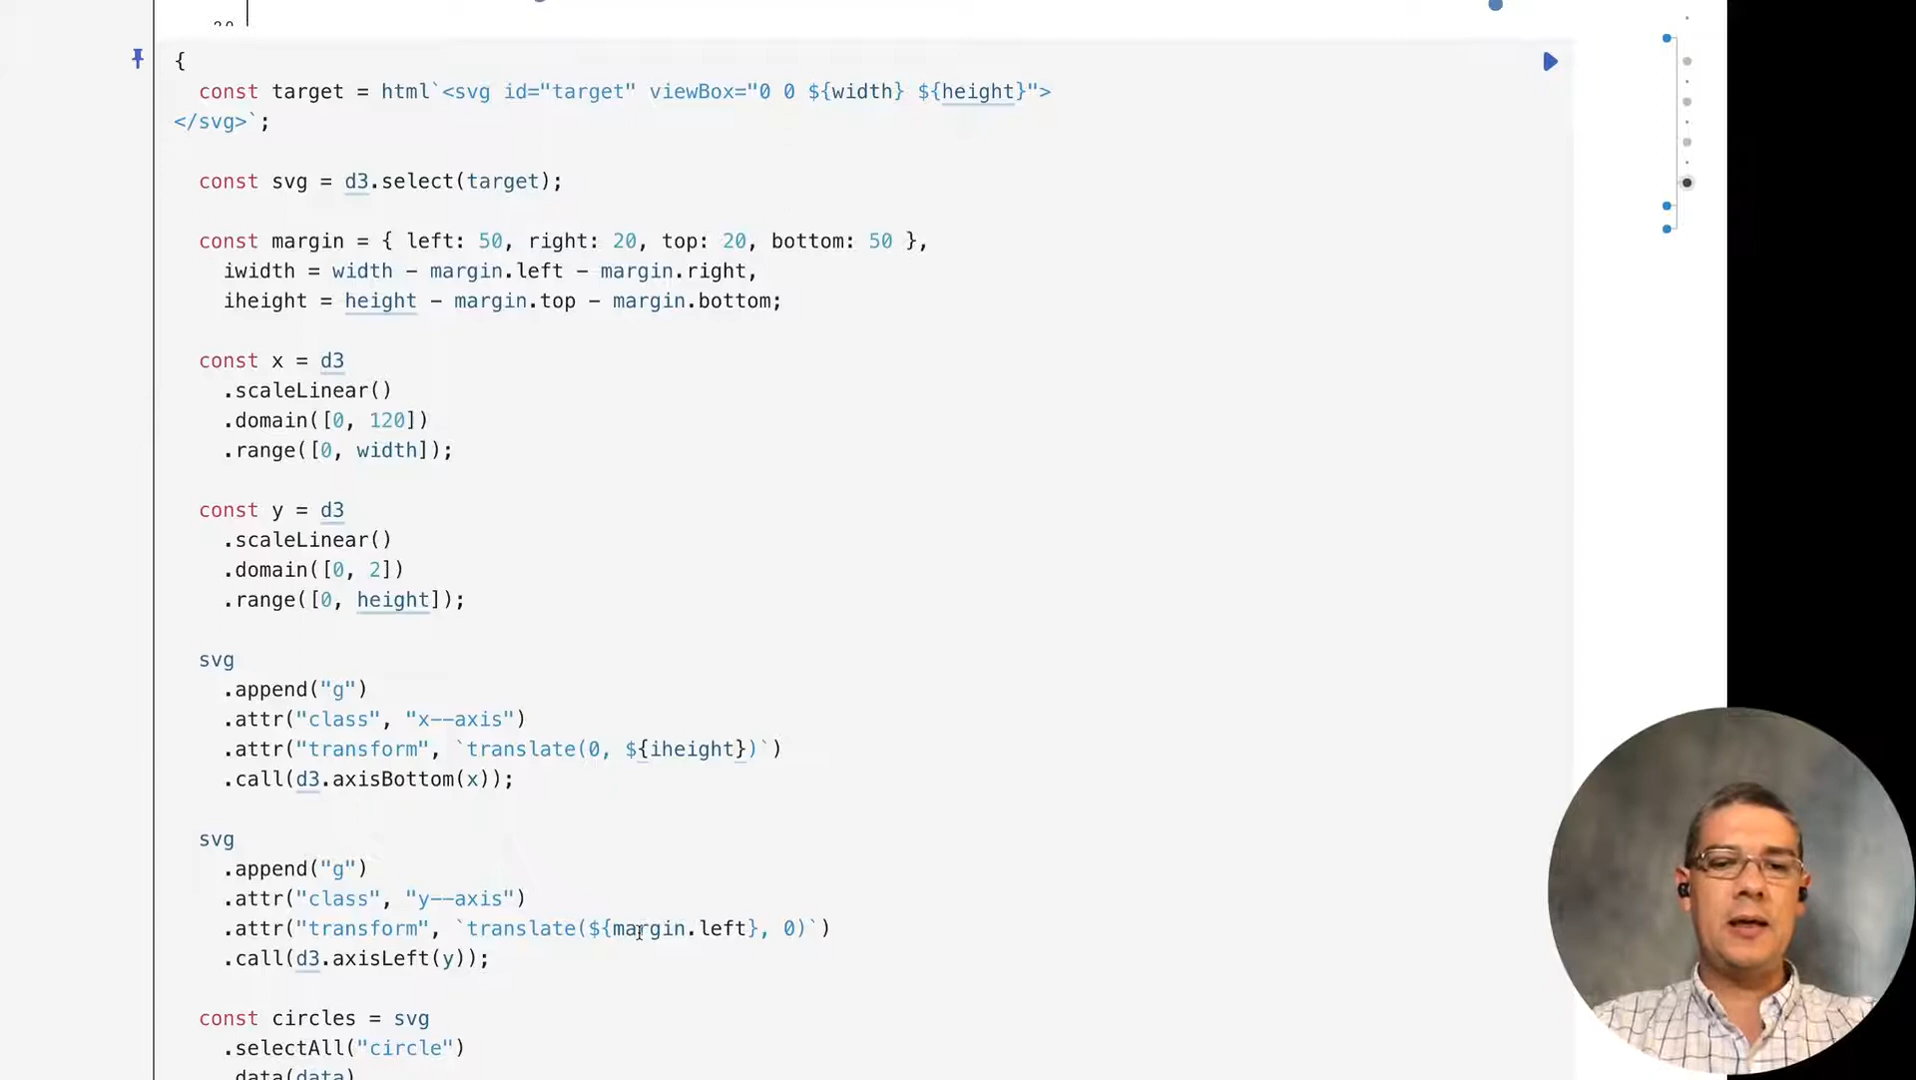 {
const target = html`<svg id="target" viewBox="0 0 ${width} ${height}">
</svg>`;
const svg = d3.select(target);
const margin = { left: 50, right: 20, top: 20, bottom: 50 },
iwidth = width - margin.left - margin.right,
iheight = height - margin.top - margin.bottom;
const x = d3
.scaleLinear()
.domain([0, 120])
.range([0, width]);
const y = d3
.scaleLinear()
.domain([0, 2])
.range([0, height]);
svg
.append("g")
.attr("class", "x--axis")
.attr("transform", `translate(0, ${iheight})`)
.call(d3.axisBottom(x));
svg
.append("g")
.attr("class", "y--axis")
.attr("transform", `translate(${margin.left}, 0)`)
.call(d3.axisLeft(y));
const circles = svg
.selectAll("circle")
.data(data)